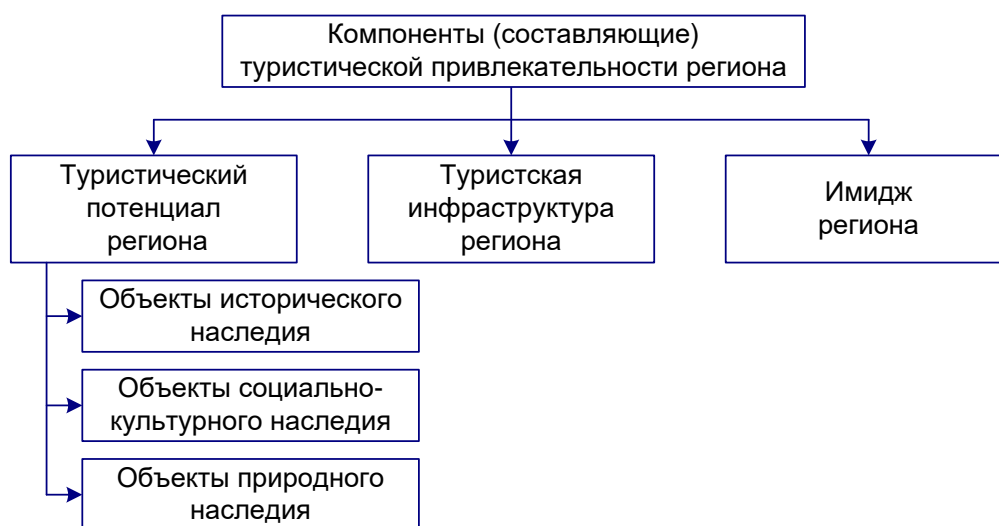 Компоненты (составляющие)
туристической привлекательности региона
Туристический
потенциал
региона
Туристская
инфраструктура
региона
Имидж
региона
Объекты исторического
наследия
Объекты социально-
культурного наследия
Объекты природного
наследия